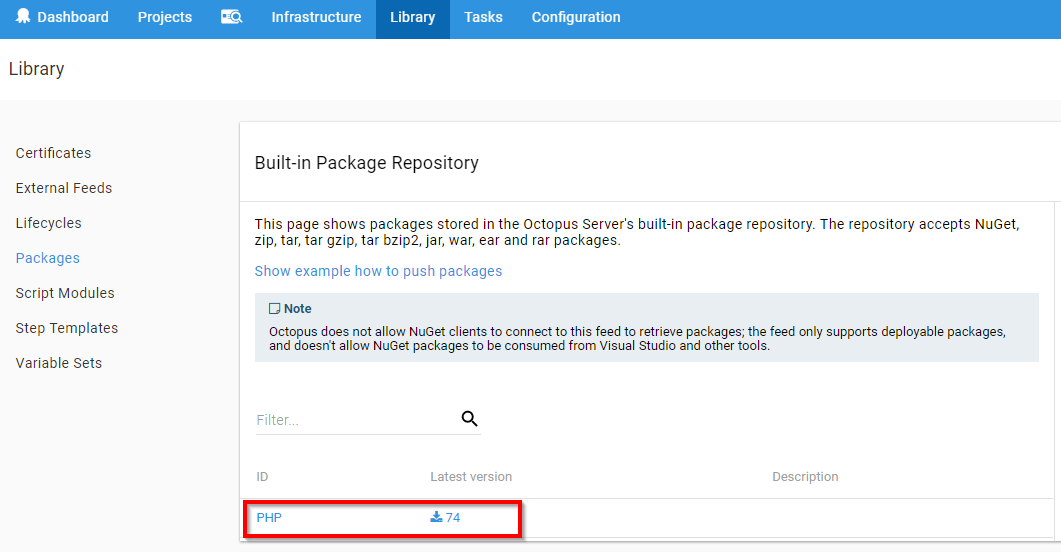 Dashboard Projects Infrastructure Library Tasks Configuration
Library
Certificates
External Feeds
Lifecycles
Packages
Script Modules
Step Templates
Variable Sets
Built-in Package Repository
This page shows packages stored in the Octopus Server's built-in package repository. The repository accepts NuGet,
zip, tar, tar gzip, tar bzip2, jar, war, ear and rar packages.
Show example how to push packages
Note
Octopus does not allow NuGet clients to connect to this feed to retrieve packages; the feed only supports deployable packages,
and doesn't allow NuGet packages to be consumed from Visual Studio and other tools.
Filter...
ID Latest version Description
PHP 74